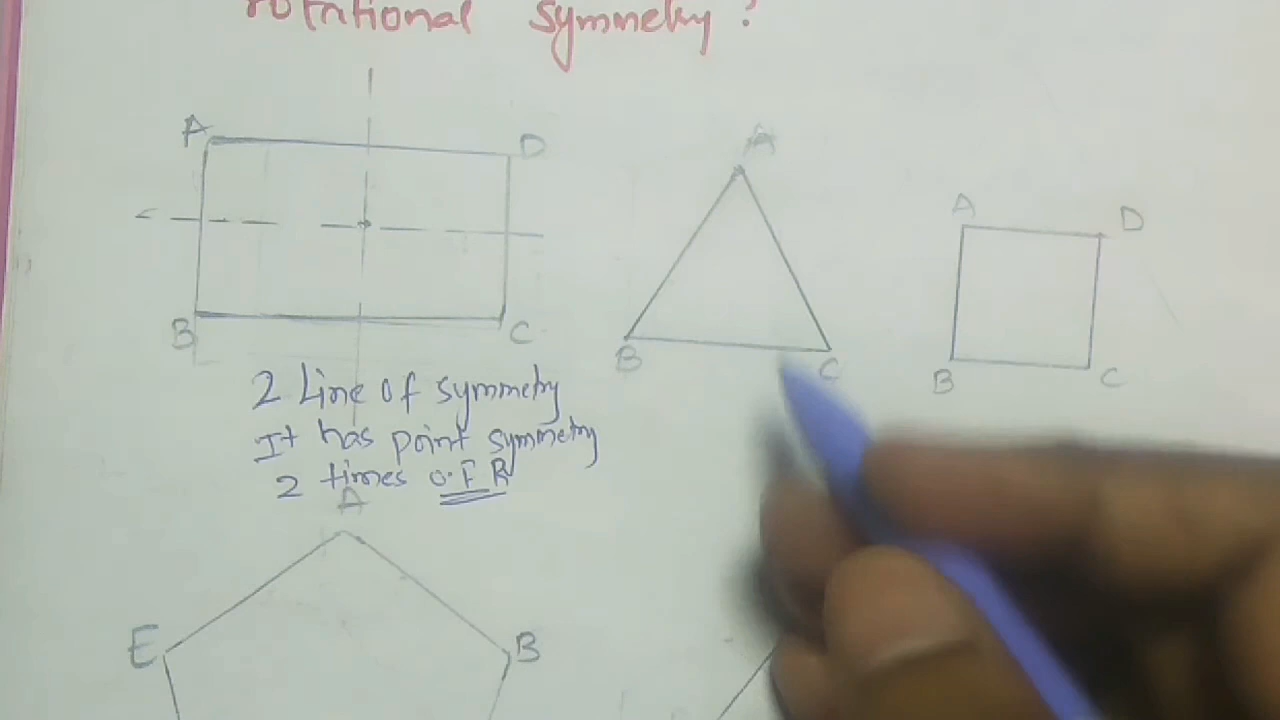 rotational symmetry?
A D
B C
A
B C
A D
B C
2 Line of symmetry
It has point symmetry
2 times O.F R
A
E B